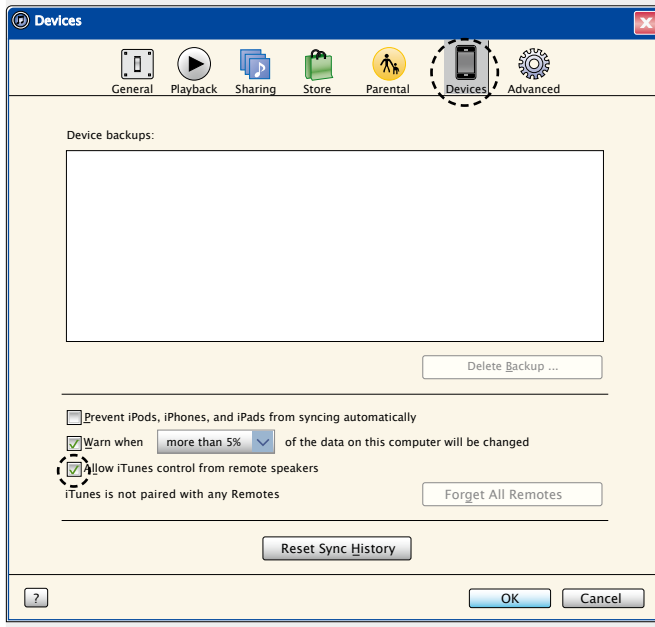 Devices
General Playback Sharing Store Parental Devices Advanced
Device backups:
Delete Backup ...
Prevent iPods, iPhones, and iPads from syncing automatically
Warn when more than 5% of the data on this computer will be changed
Allow iTunes control from remote speakers
iTunes is not paired with any Remotes Forget All Remotes
Reset Sync History
? OK Cancel